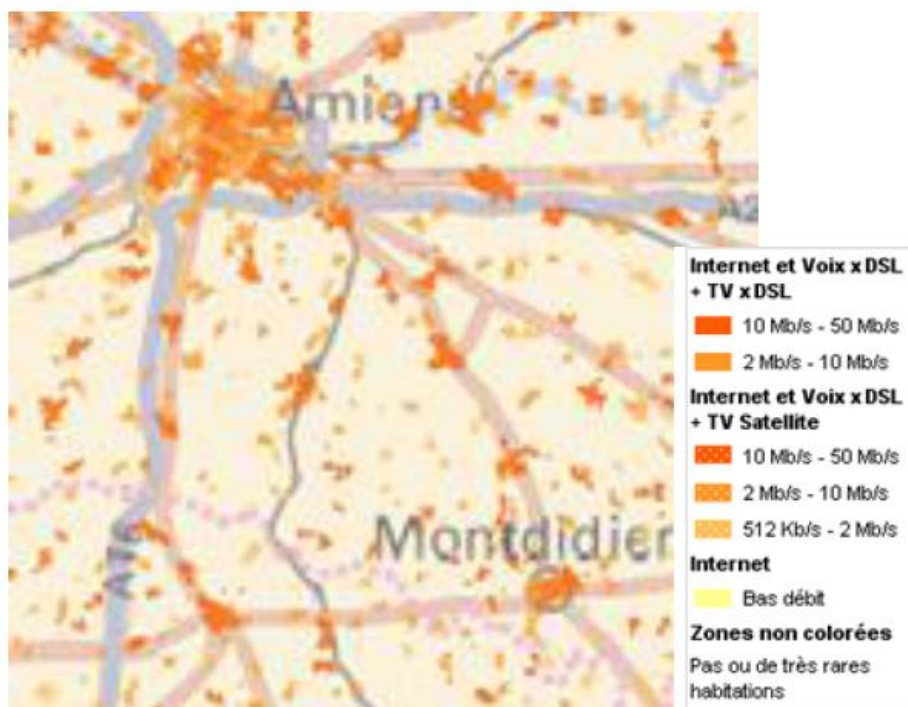 Amiens
A2
Montdidier
A16
Internet et Voix x DSL
+ TV x DSL
10 Mb/s - 50 Mb/s
2 Mb/s - 10 Mb/s
Internet et Voix x DSL
+ TV Satellite
10 Mb/s - 50 Mb/s
2 Mb/s - 10 Mb/s
512 Kb/s - 2 Mb/s
Internet
Bas débit
Zones non colorées
Pas ou de très rares
habitations